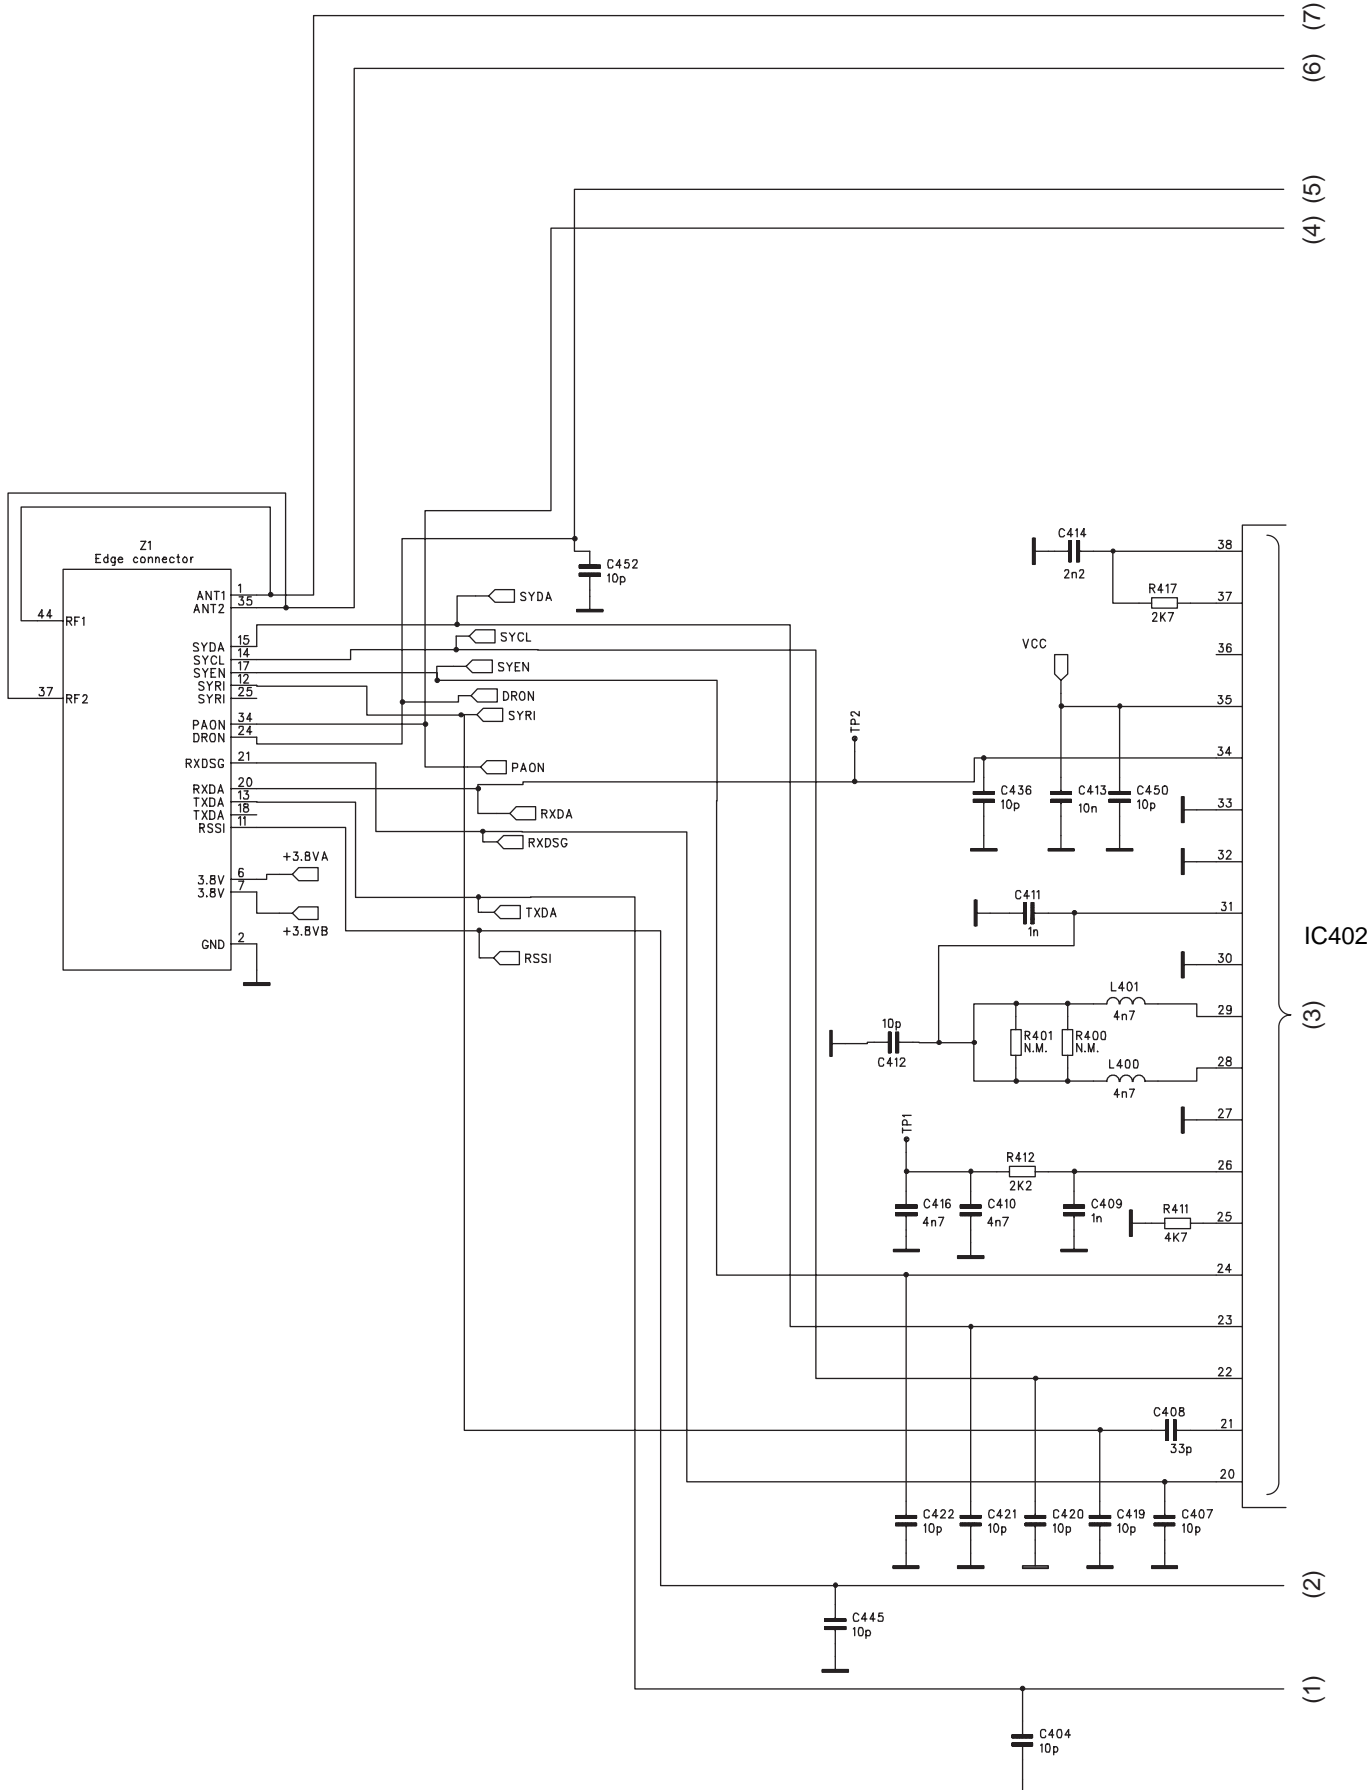 (7)
(6)
(5)
(4)
Z1
Edge connector
ANT1 1
ANT2 35
44 RF1
SYDA 15
SYCL 14
SYEN 17
SYRI 12
SYRI 25
37 RF2
PAON 34
DRON 24
RXDSG 21
RXDA 20
TXDA 13
TXDA 18
RSSI 11
+3.8VA
3.8V 6
3.8V 7
+3.8VB
GND 2
C452
10p
SYDA
SYCL
SYEN
DRON
SYRI
PAON
RXDA
RXDSG
TXDA
RSSI
C414
2n2
38
R417
2K7
37
VCC
36
35
TP2
34
C436
10p
C413
10n
C450
10p
33
32
C411
1n
31
IC402
30
L401
4n7
29
(3)
10p
C412
R401
N.M.
R400
N.M.
L400
4n7
28
27
TP1
R412
2K2
26
C416
4n7
C410
4n7
C409
1n
R411
4K7
25
24
23
22
C408
33p
21
20
C422
10p
C421
10p
C420
10p
C419
10p
C407
10p
(2)
C445
10p
(1)
C404
10p